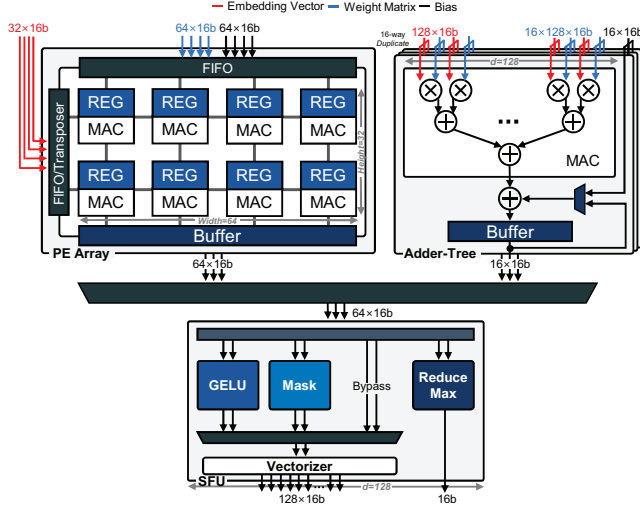 Embedding Vector
Weight Matrix
Bias
32×16b
64×16b
64×16b
FIFO
FIFO/Transposer
REG
REG
REG
REG
MAC
MAC
MAC
MAC
REG
REG
REG
REG
MAC
MAC
MAC
MAC
Height=32
Width=64
Buffer
PE Array
64×16b
16-way
Duplicate
128×16b
16×128×16b
16×16b
d=128
...
MAC
Buffer
Adder-Tree
16×16b
64×16b
GELU
Mask
Bypass
Reduce
Max
Vectorizer
SFU
...
d=128
128×16b
16b